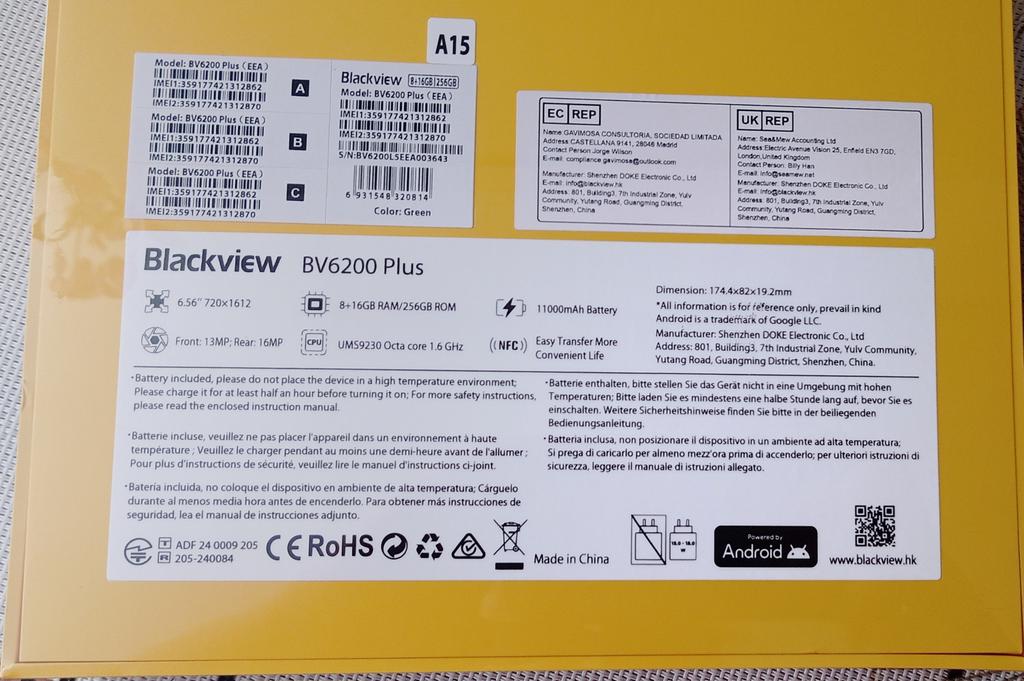 A15
Model: BV6200 Plus (EEA)
IMEI1:359177421312862
IMEI2:359177421312870
A
Model: BV6200 Plus (EEA)
IMEI1:359177421312862
IMEI2:359177421312870
B
Model: BV6200 Plus (EEA)
IMEI1:359177421312862
IMEI2:359177421312870
C
Blackview 8+16GB 256GB
Model: BV6200 Plus (EEA)
IMEI1:359177421312862
IMEI2:359177421312870
S/N:BV6200LSEEA003643
6 931548 320814
Color: Green
EC REP
Name:GAVIMOSA CONSULTORIA, SOCIEDAD LIMITADA
Address:CASTELLANA 9141, 28046 Madrid
Contact Person:Jorge Wilson
E-mail: compliance.gavimosa@outlook.com
Manufacturer: Shenzhen DOKE Electronic Co., Ltd
E-mail: info@blackview.hk
Address: 801, Building3, 7th Industrial Zone, Yulv
Community, Yutang Road, Guangming District,
Shenzhen, China
UK REP
Name: Sea&Mew Accounting Ltd
Address:Electric Avenue Vision 25, Enfield EN3 7GD,
London,United Kingdom
Contact Person: Billy Han
E-mail: info@seamew.net
Manufacturer: Shenzhen DOKE Electronic Co., Ltd
E-mail: info@blackview.hk
Address: 801, Building3, 7th Industrial Zone, Yulv
Community, Yutang Road, Guangming District,
Shenzhen, China
Blackview BV6200 Plus
6.56" 720×1612
8+16GB RAM/256GB ROM
11000mAh Battery
Front: 13MP; Rear: 16MP
CPU
UMS9230 Octa core 1.6 GHz
NFC
Easy Transfer More
Convenient Life
Dimension: 174.4×82×19.2mm
*All information is for reference only, prevail in kind
Android is a trademark of Google LLC.
Manufacturer: Shenzhen DOKE Electronic Co., Ltd
Address: 801, Building3, 7th Industrial Zone, Yulv Community,
Yutang Road, Guangming District, Shenzhen, China.
·Battery included, please do not place the device in a high temperature environment;
Please charge it for at least half an hour before turning it on; For more safety instructions,
please read the enclosed instruction manual.
·Batterie incluse, veuillez ne pas placer l'appareil dans un environnement à haute
température ; Veuillez le charger pendant au moins une demi-heure avant de l'allumer ;
Pour plus d'instructions de sécurité, veuillez lire le manuel d'instructions ci-joint.
·Batería incluida, no coloque el dispositivo en ambiente de alta temperatura; Cárguelo
durante al menos media hora antes de encenderlo. Para obtener más instrucciones de
seguridad, lea el manual de instrucciones adjunto.
·Batterie enthalten, bitte stellen Sie das Gerät nicht in eine Umgebung mit hohen
Temperaturen; Bitte laden Sie es mindestens eine halbe Stunde lang auf, bevor Sie es
einschalten. Weitere Sicherheitshinweise finden Sie bitte in der beiliegenden
Bedienungsanleitung.
·Batteria inclusa, non posizionare il dispositivo in un ambiente ad alta temperatura;
Si prega di caricarlo per almeno mezz'ora prima di accenderlo; per ulteriori istruzioni di
sicurezza, leggere il manuale di istruzioni allegato.
T ADF 24 0009 205
R 205-240084
CE RoHS
Made in China
18.0 - 18.0
W
Powered by
Android
www.blackview.hk